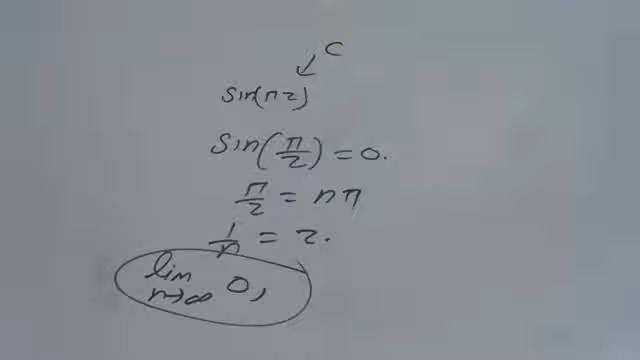 C
sin(πz)
sin(π/z) = 0.
π/z = nπ
1/n = z.
lim n→∞ 0,